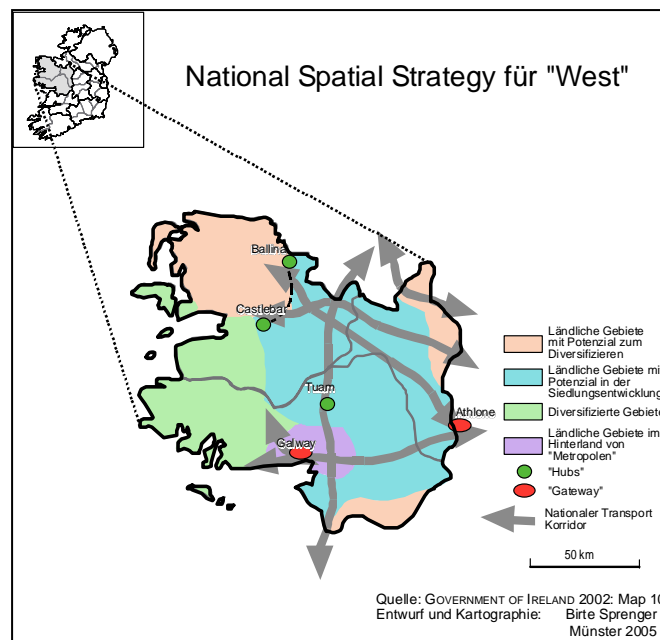 National Spatial Strategy für "West"
Ballina
Castlebar
Tuam
Athlone
Galway
Ländliche Gebiete
mit Potenzial zum
Diversifizieren
Ländliche Gebiete mi
Potenzial in der
Siedlungsentwicklung
Diversifizierte Gebiete
Ländliche Gebiete im
Hinterland von
"Metropolen"
"Hubs"
"Gateway"
Nationaler Transport
Korridor
50 km
Quelle: GOVERNMENT OF IRELAND 2002: Map 10
Entwurf und Kartographie: Birte Sprenger
Münster 2005